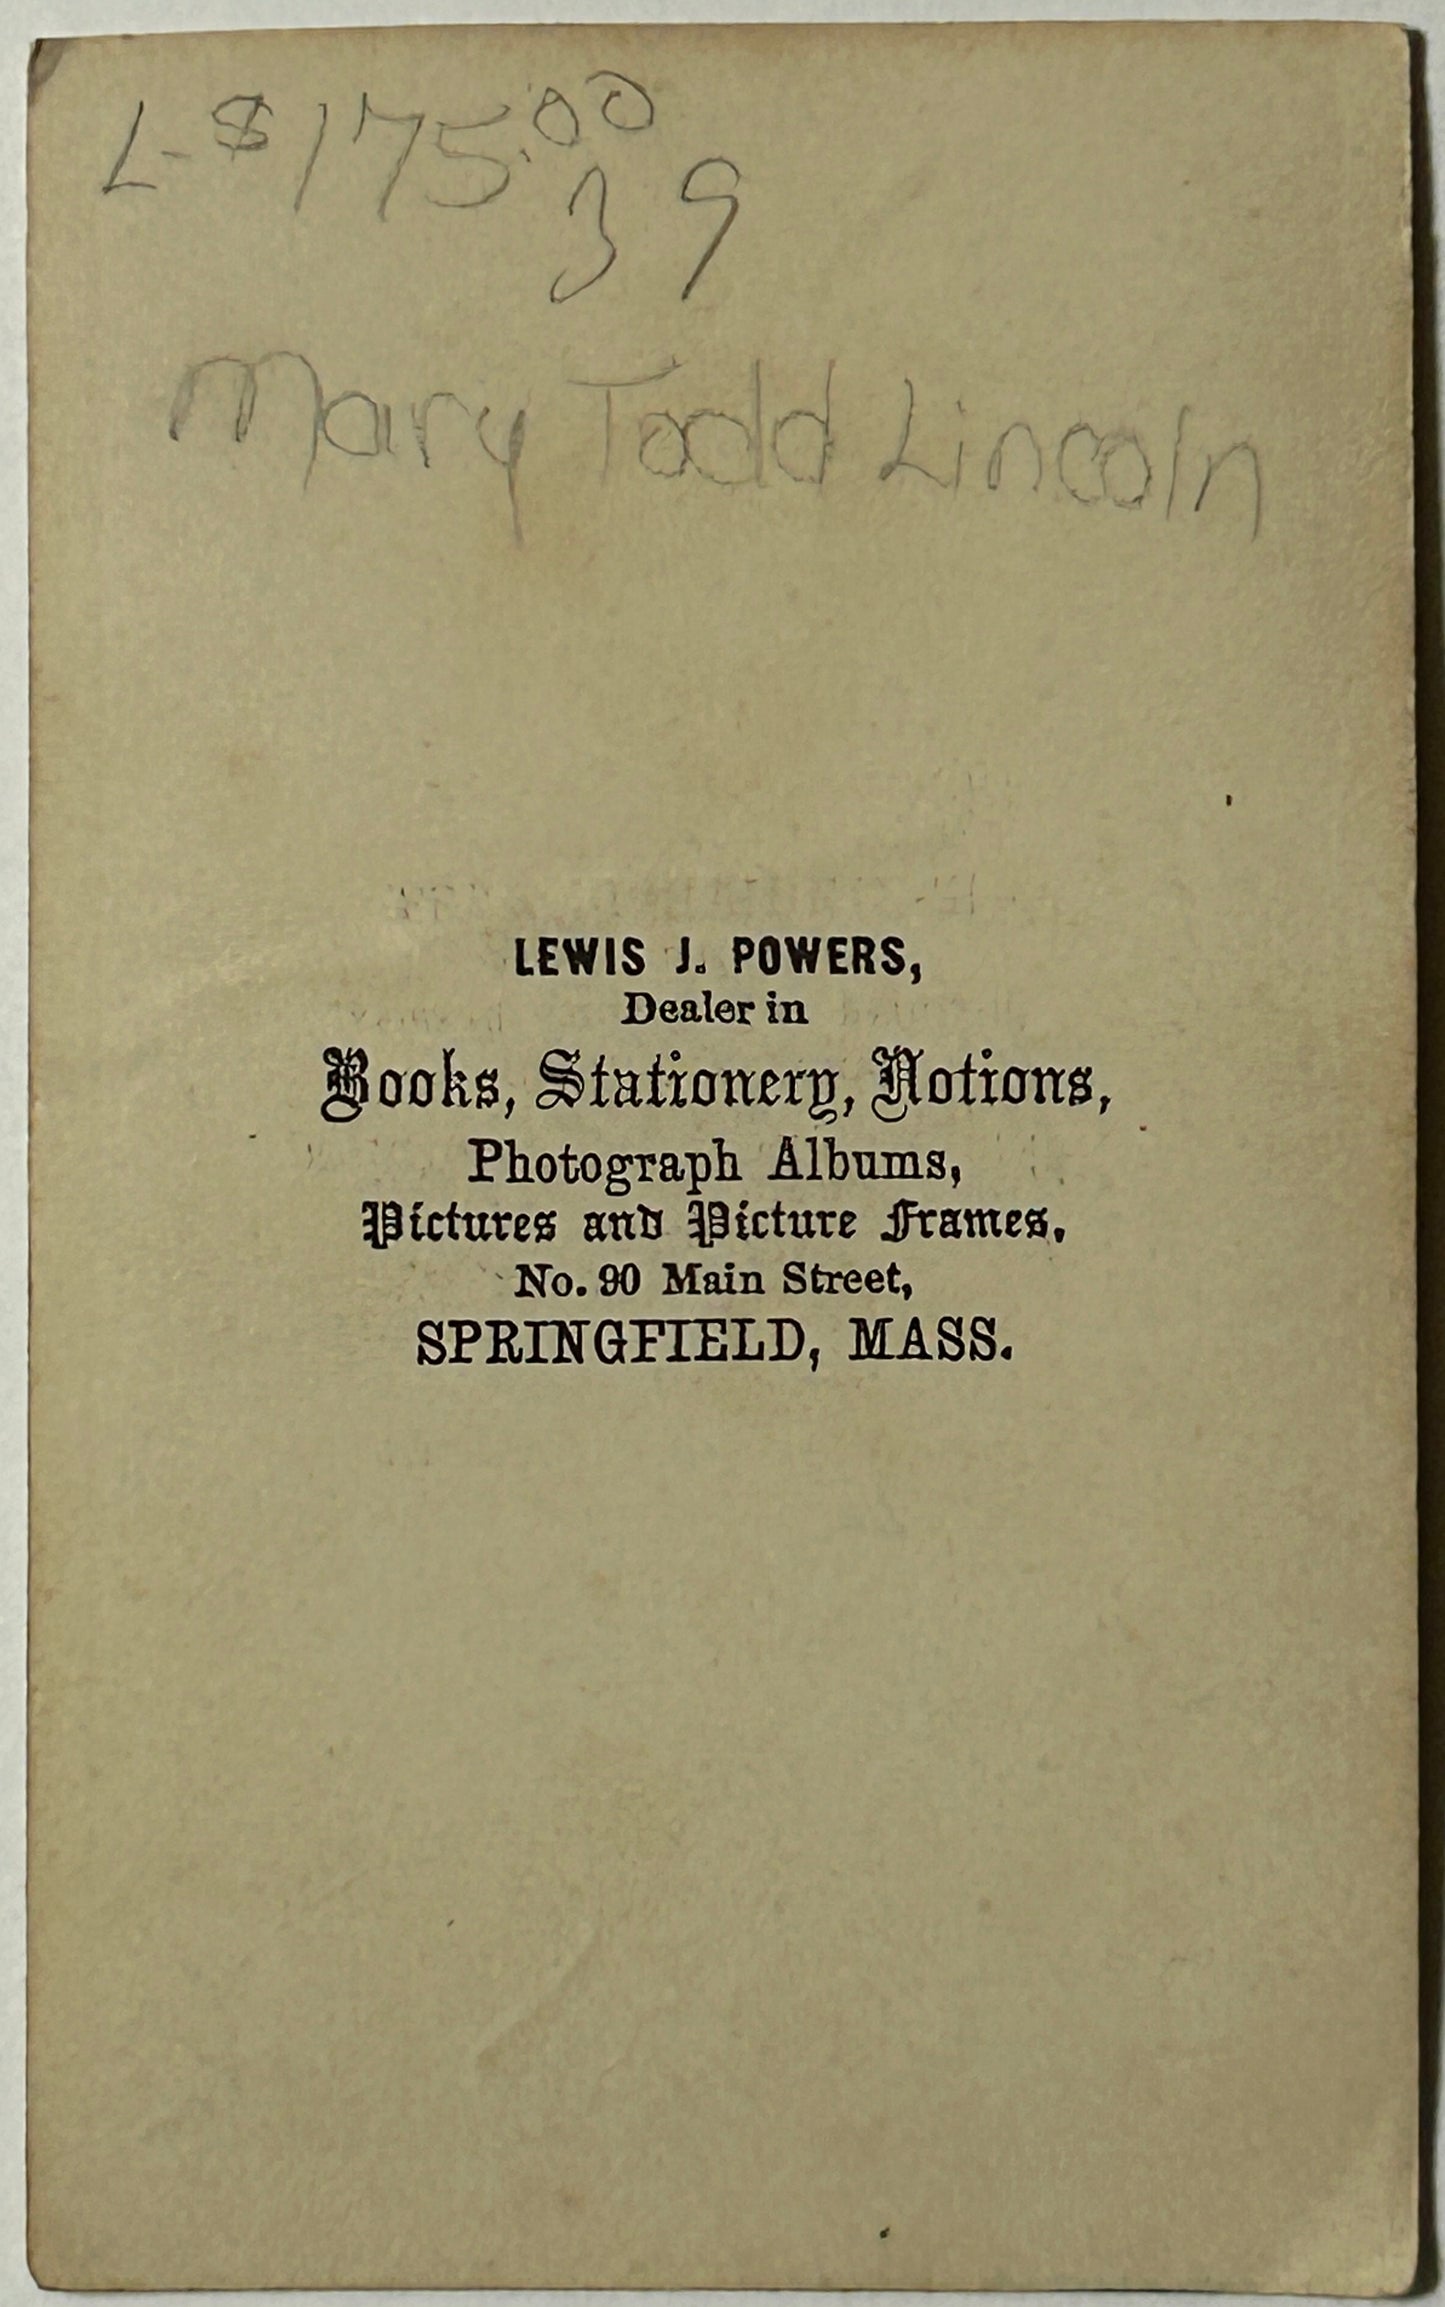 L-$175.00
39
Mary Todd Lincoln
LEWIS J. POWERS,
Dealer in
Books, Stationery, Notions,
Photograph Albums,
Pictures and Picture Frames.
No. 90 Main Street,
SPRINGFIELD, MASS.